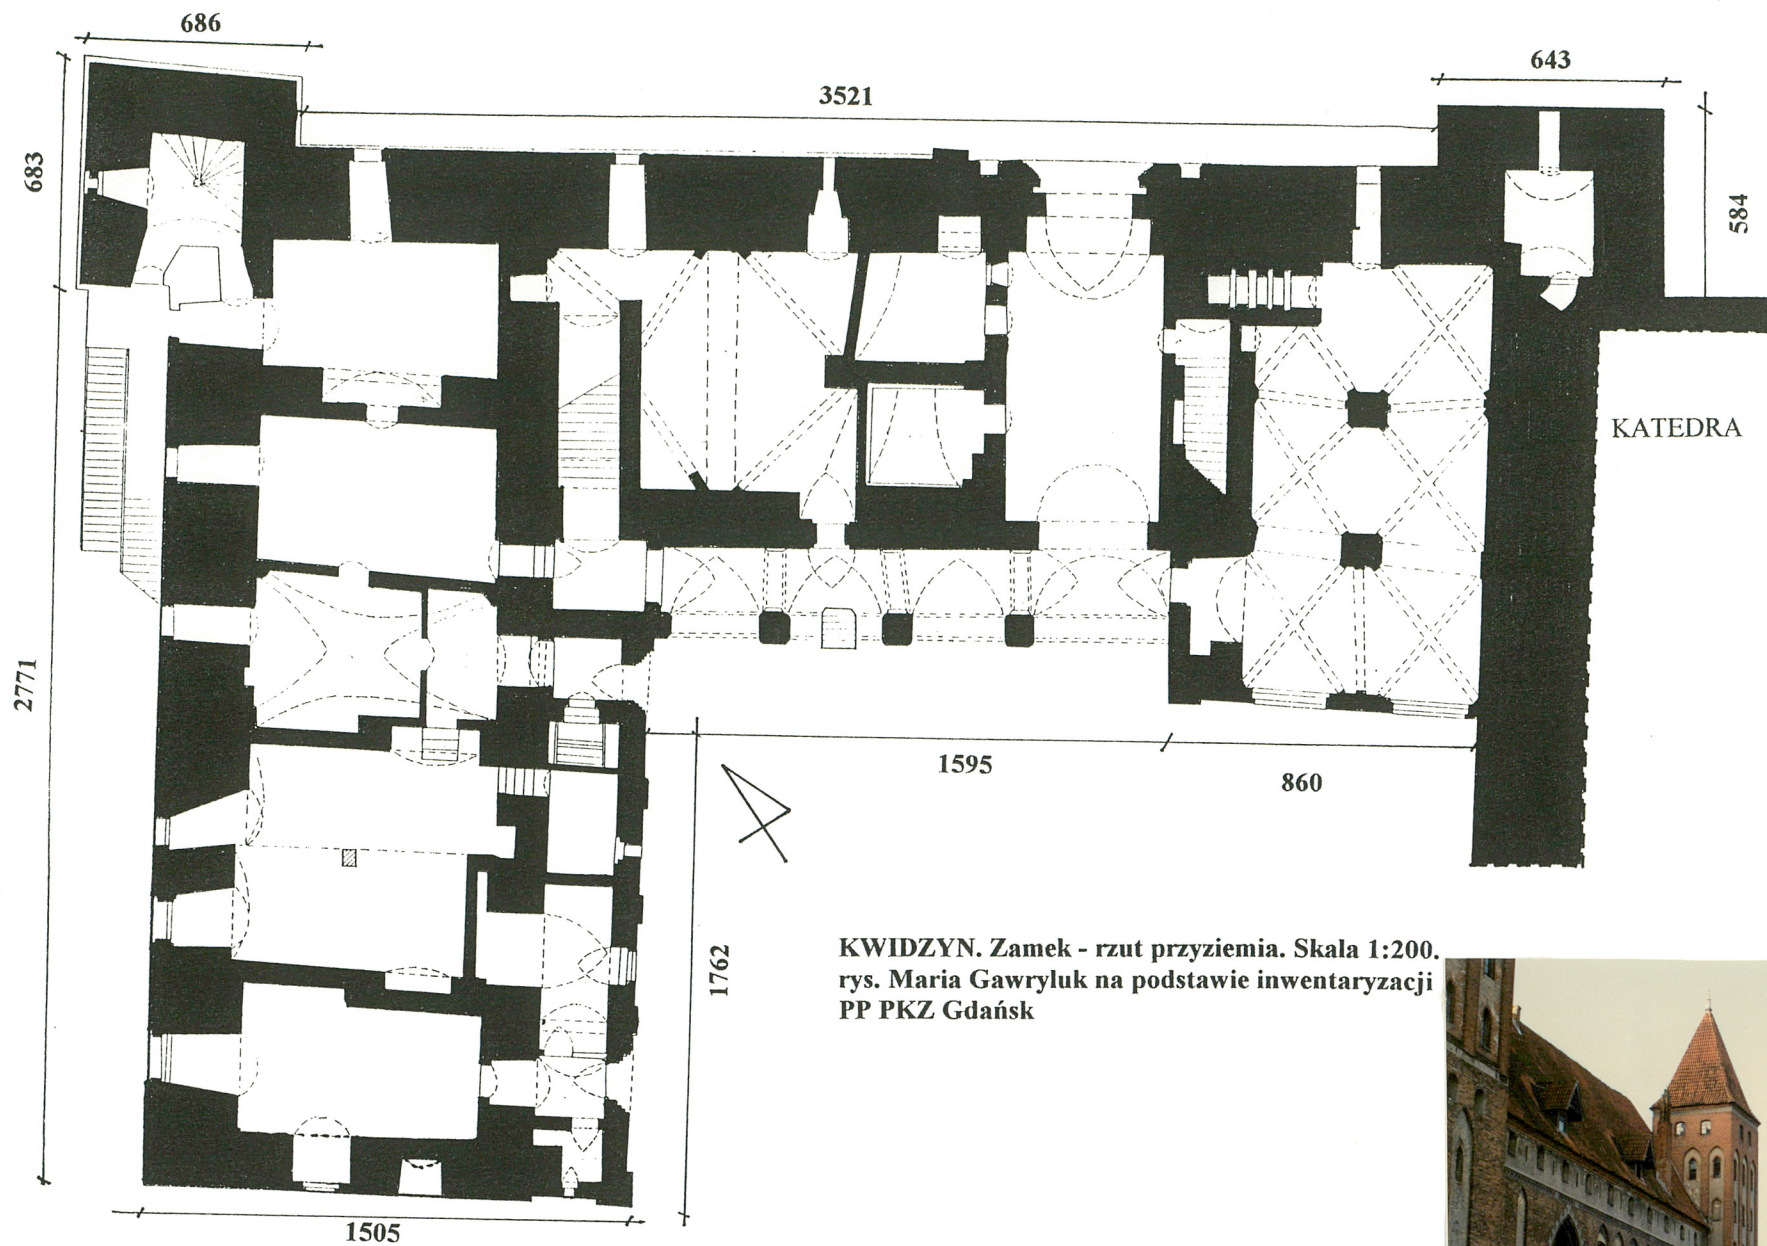 686
643
3521
683
584
KATEDRA
2771
1595
860
1762
KWIDZYN. Zamek - rzut przyziemia. Skala 1:200.
rys. Maria Gawryluk na podstawie inwentaryzacji
PP PKZ Gdańsk
1505